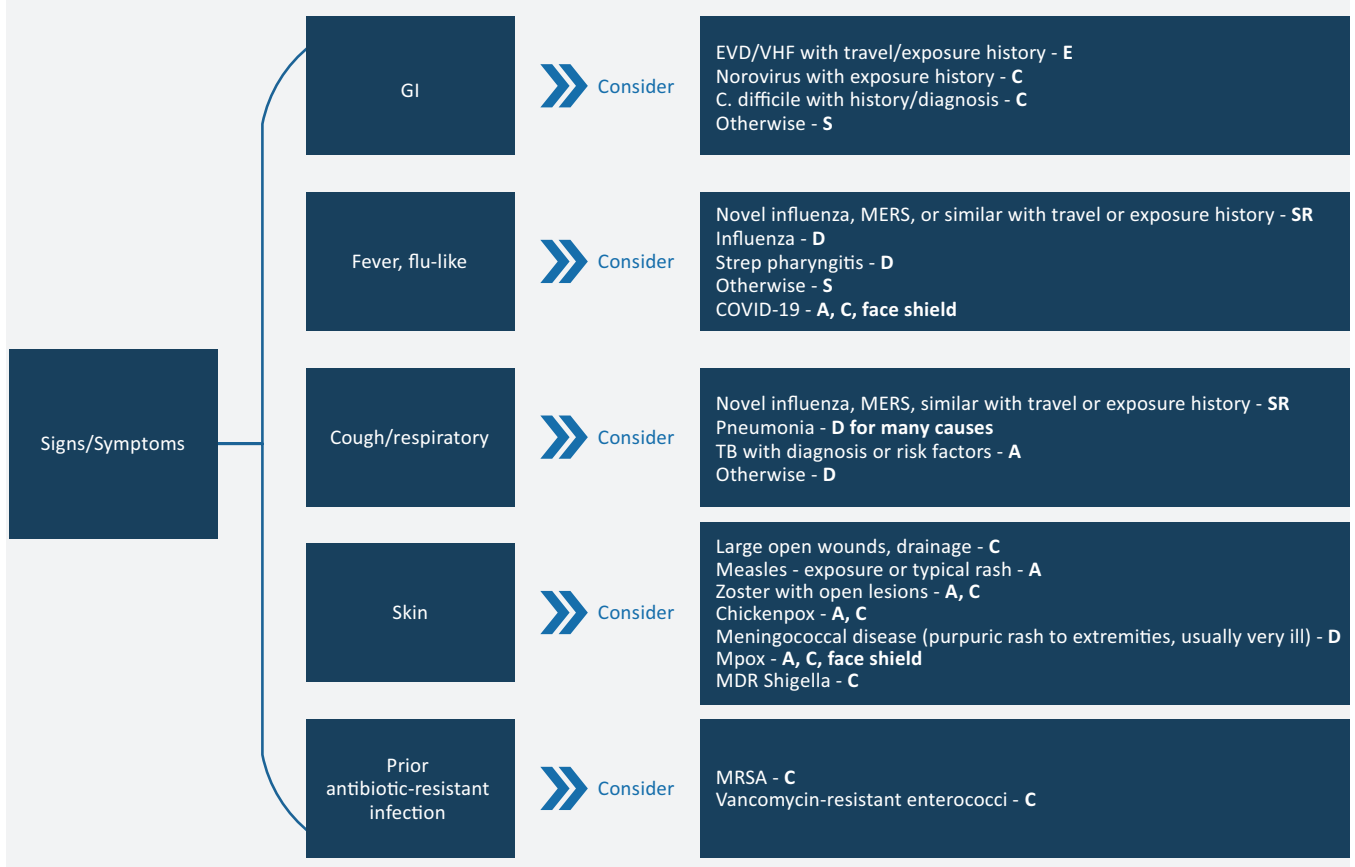 Signs/Symptoms
GI
Consider
EVD/VHF with travel/exposure history - E
Norovirus with exposure history - C
C. difficile with history/diagnosis - C
Otherwise - S
Fever, flu-like
Consider
Novel influenza, MERS, or similar with travel or exposure history - SR
Influenza - D
Strep pharyngitis - D
Otherwise - S
COVID-19 - A, C, face shield
Cough/respiratory
Consider
Novel influenza, MERS, similar with travel or exposure history - SR
Pneumonia - D for many causes
TB with diagnosis or risk factors - A
Otherwise - D
Skin
Consider
Large open wounds, drainage - C
Measles - exposure or typical rash - A
Zoster with open lesions - A, C
Chickenpox - A, C
Meningococcal disease (purpuric rash to extremities, usually very ill) - D
Mpox - A, C, face shield
MDR Shigella - C
Prior
antibiotic-resistant
infection
Consider
MRSA - C
Vancomycin-resistant enterococci - C